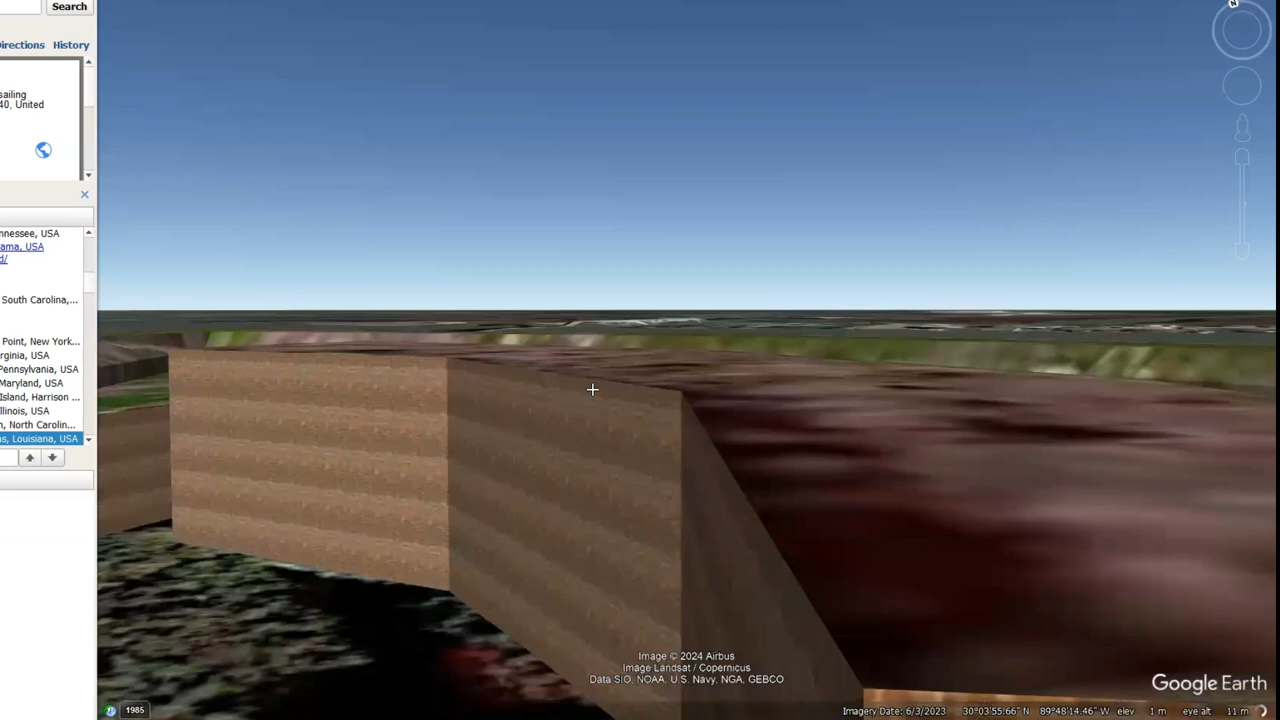 Search
irections History
sailing
40, United
nnessee, USA
ama, USA
d/
South Carolina,...
Point, New York...
rginia, USA
Pennsylvania, USA
Maryland, USA
Island, Harrison ...
llinois, USA
n, North Carolin...
s, Louisiana, USA
N
Image © 2024 Airbus
Image Landsat / Copernicus
Data SIO, NOAA, U.S. Navy, NGA, GEBCO
Google Earth
1985
Imagery Date: 6/3/2023 30°03'55.66" N 89°48'14.46" W elev 1 m eye alt 11 m